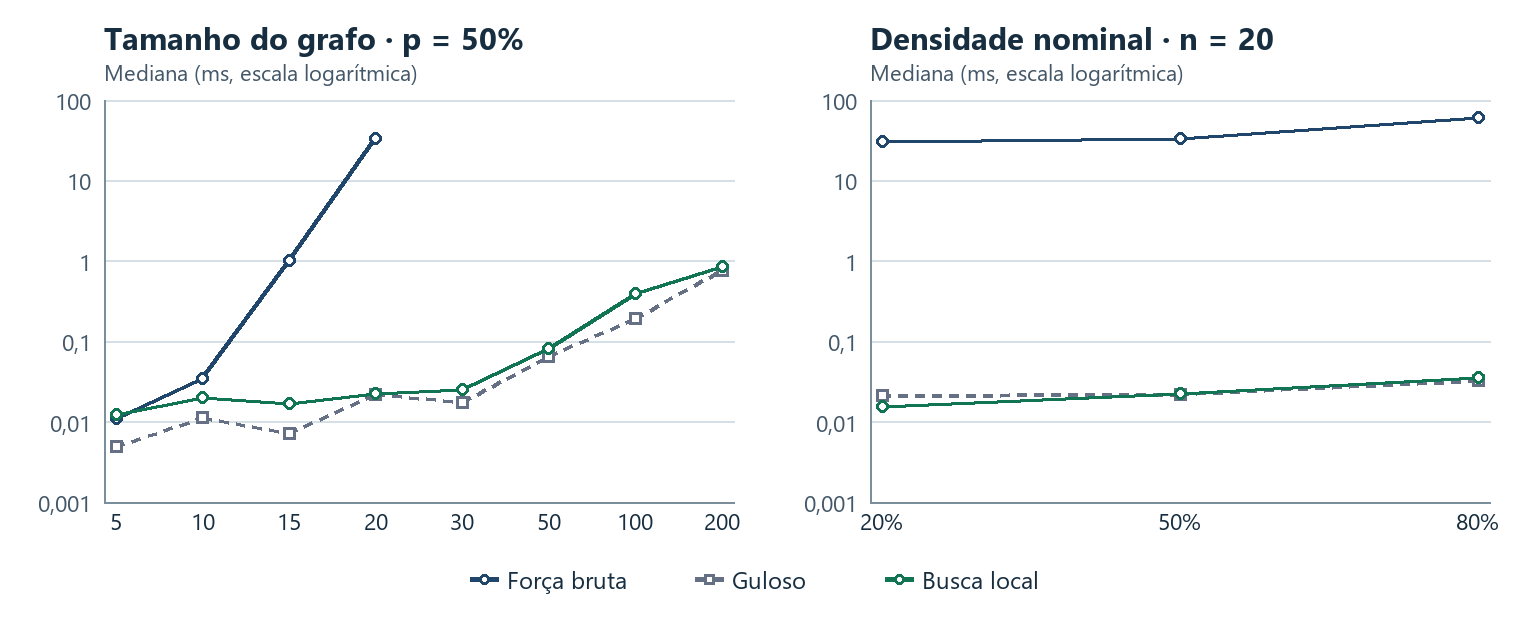 Tamanho do grafo · p = 50%
Mediana (ms, escala logarítmica)
100
10
1
0,1
0,01
0,001
5 10 15 20 30 50 100 200
Densidade nominal · n = 20
Mediana (ms, escala logarítmica)
100
10
1
0,1
0,01
0,001
20% 50% 80%
Força bruta Guloso Busca local